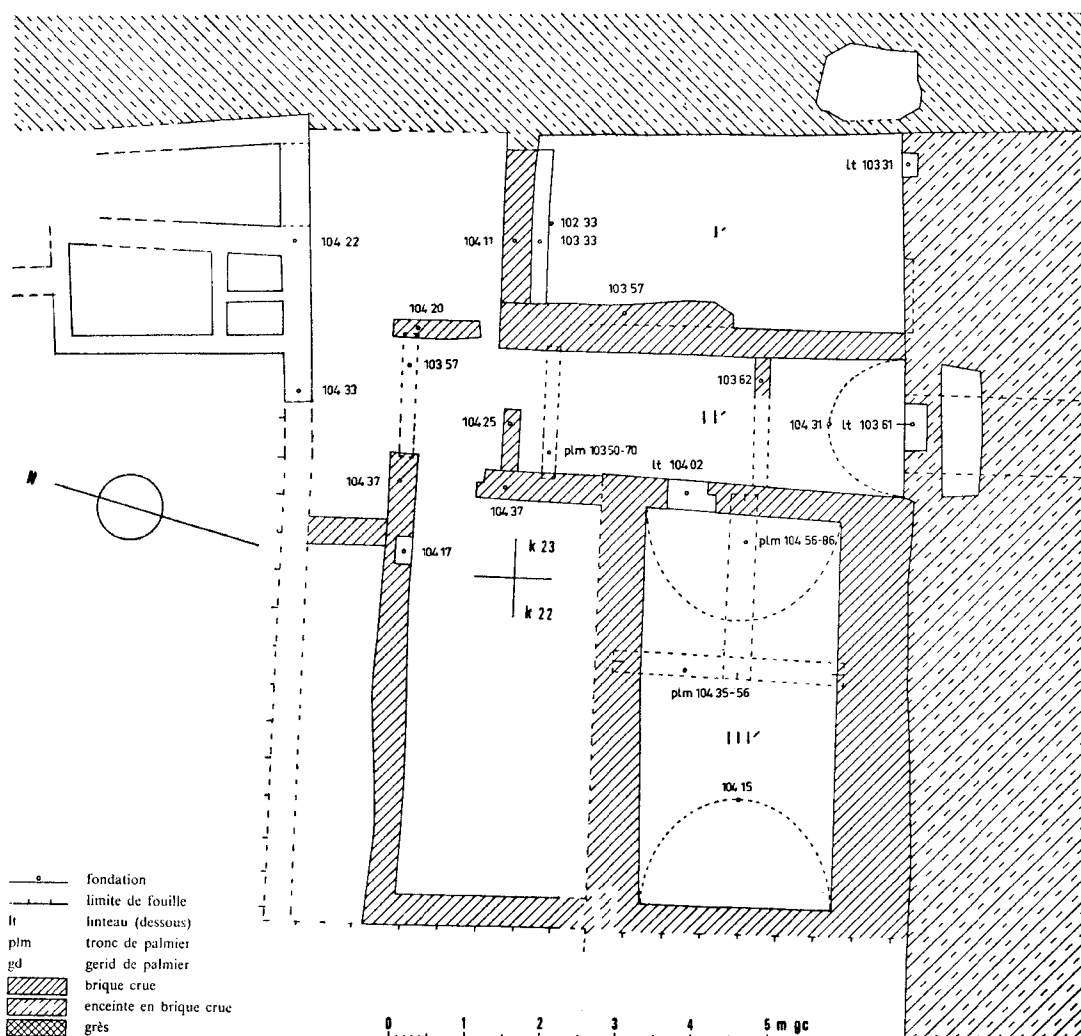 lt 103 31
102 33
104 22
104 11
103 33
I'
103 57
104 20
103 57
103 62
104 33
104 25
II'
104 31
lt 103 61
plm 103 50-70
N
lt 104 02
104 37
104 37
plm 104 56-86
104 17
k 23
k 22
plm 104 35-56
III'
104 15
fondation
limite de fouille
lt linteau (dessous)
plm tronc de palmier
gd gerid de palmier
brique crue
enceinte en brique crue
grès
0 1 2 3 4 5 m gc